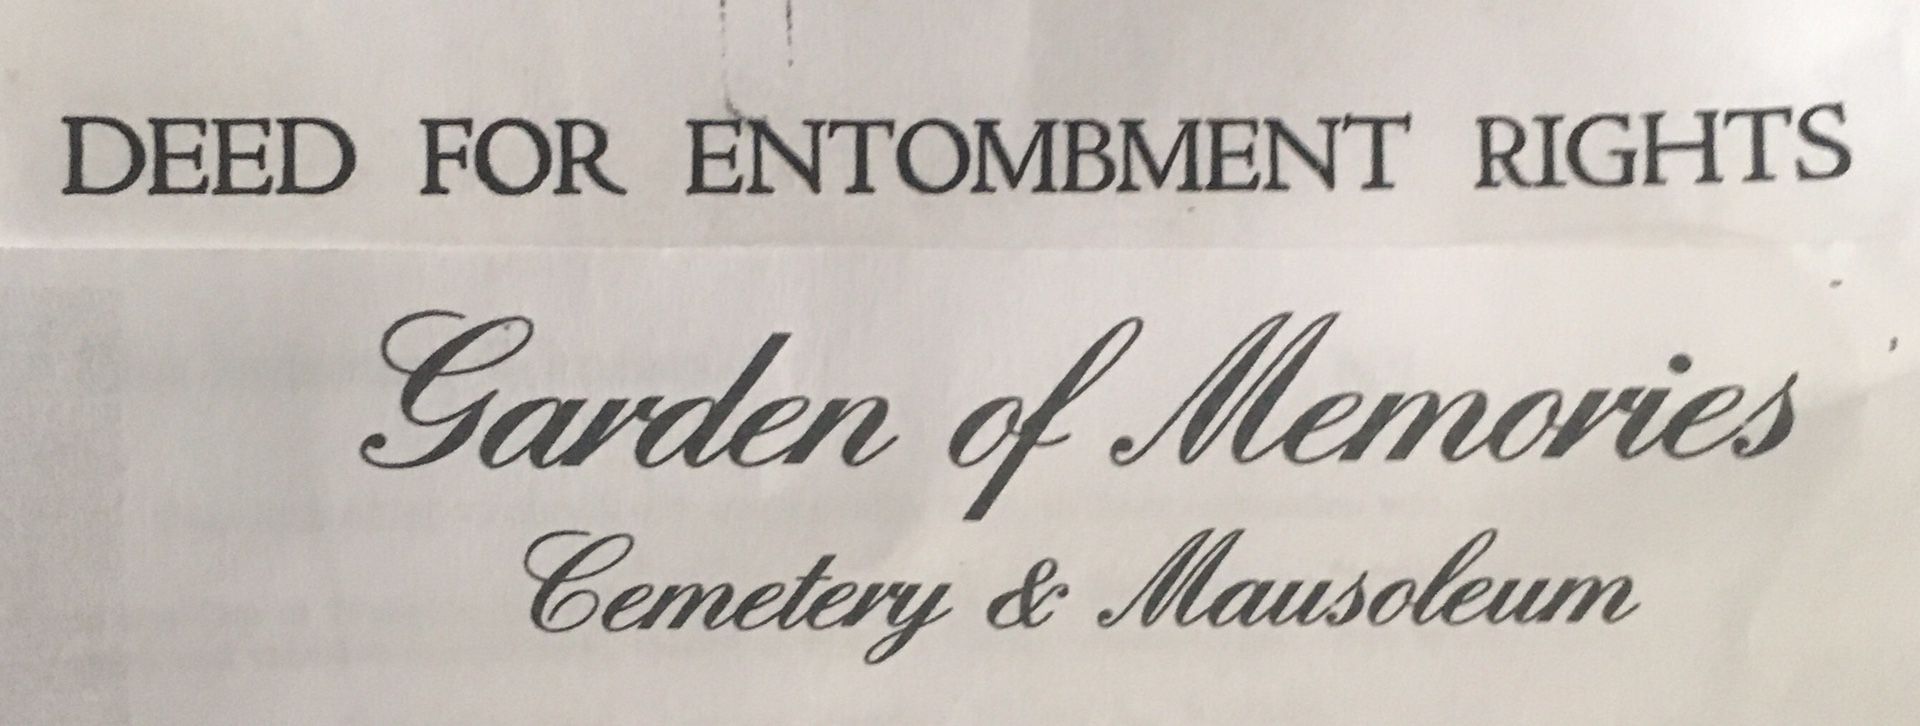 DEED FOR ENTOMBMENT RIGHTS
Garden of Memories
Cemetery & Mausoleum